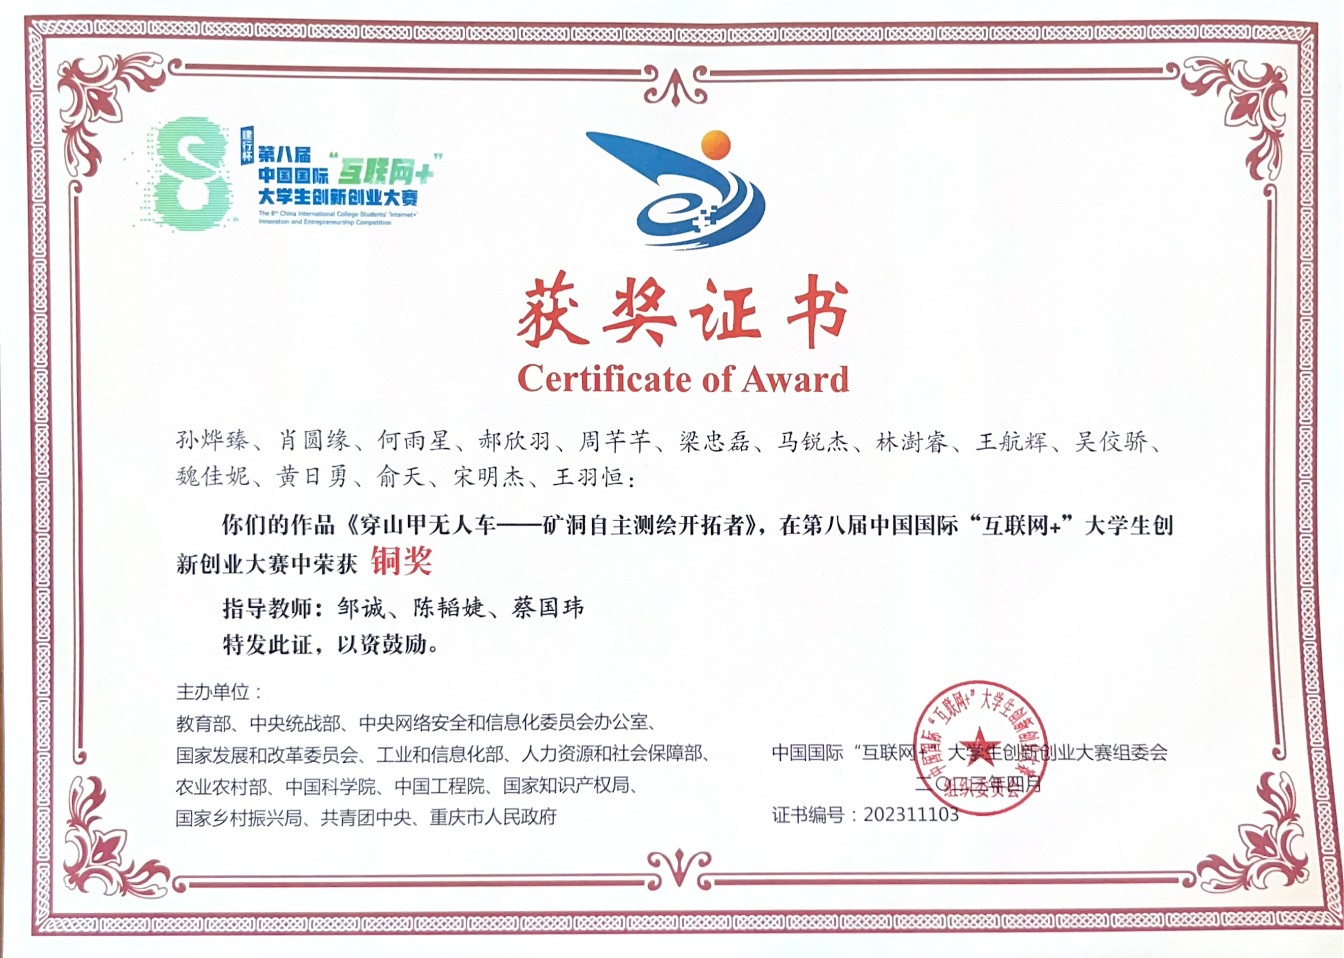 建行杯
第八届
中国国际“互联网+”
大学生创新创业大赛
The 8th China International College Students' 'Internet+'
Innovation and Entrepreneurship Competition
获奖证书
Certificate of Award
孙烨臻、肖圆缘、何雨星、郝欣羽、周芊芊、梁忠磊、马锐杰、林澍睿、王航辉、吴佼骄、
魏佳妮、黄日勇、俞天、宋明杰、王羽恒：
你们的作品《穿山甲无人车——矿洞自主测绘开拓者》，在第八届中国国际“互联网+”大学生创
新创业大赛中荣获 铜奖
指导教师：邹诚、陈韬婕、蔡国玮
特发此证，以资鼓励。
主办单位：
教育部、中央统战部、中央网络安全和信息化委员会办公室、
国家发展和改革委员会、工业和信息化部、人力资源和社会保障部、
农业农村部、中国科学院、中国工程院、国家知识产权局、
国家乡村振兴局、共青团中央、重庆市人民政府
中国国际“互联网+”大学生创新创业大赛组委会
二〇二三年四月
证书编号：202311103
中国国际“互联网+”大学生创新创业大赛
组织委员会